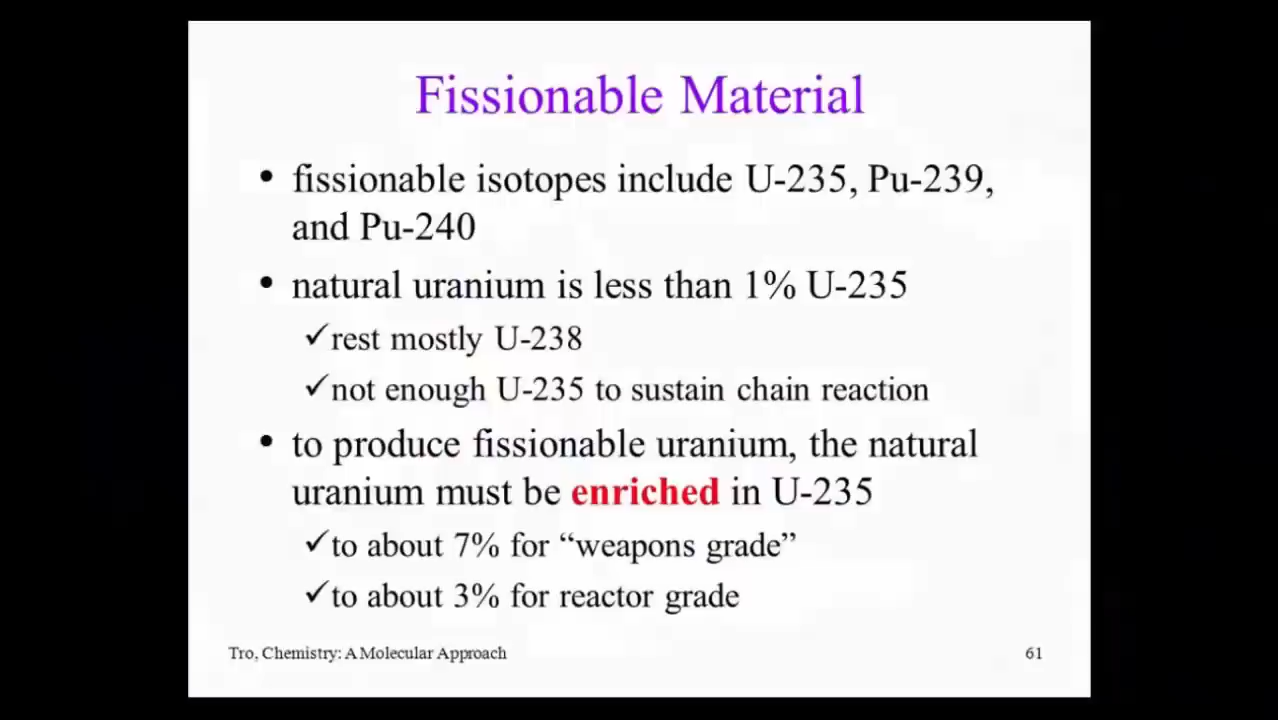 Fissionable Material
• fissionable isotopes include U-235, Pu-239,
and Pu-240
• natural uranium is less than 1% U-235
✓rest mostly U-238
✓not enough U-235 to sustain chain reaction
• to produce fissionable uranium, the natural
uranium must be enriched in U-235
✓to about 7% for “weapons grade”
✓to about 3% for reactor grade
Tro, Chemistry: A Molecular Approach
61